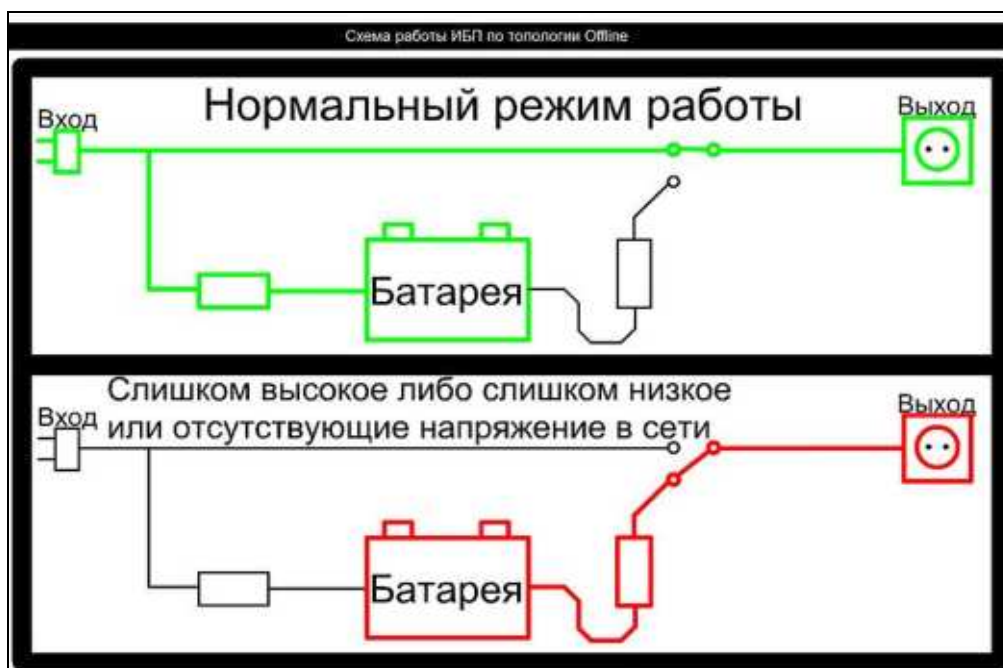 Схема работы ИБП по топологии Offline
Нормальный режим работы
Вход
Выход
Батарея
Слишком высокое либо слишком низкое
или отсутствующие напряжение в сети
Вход
Выход
Батарея